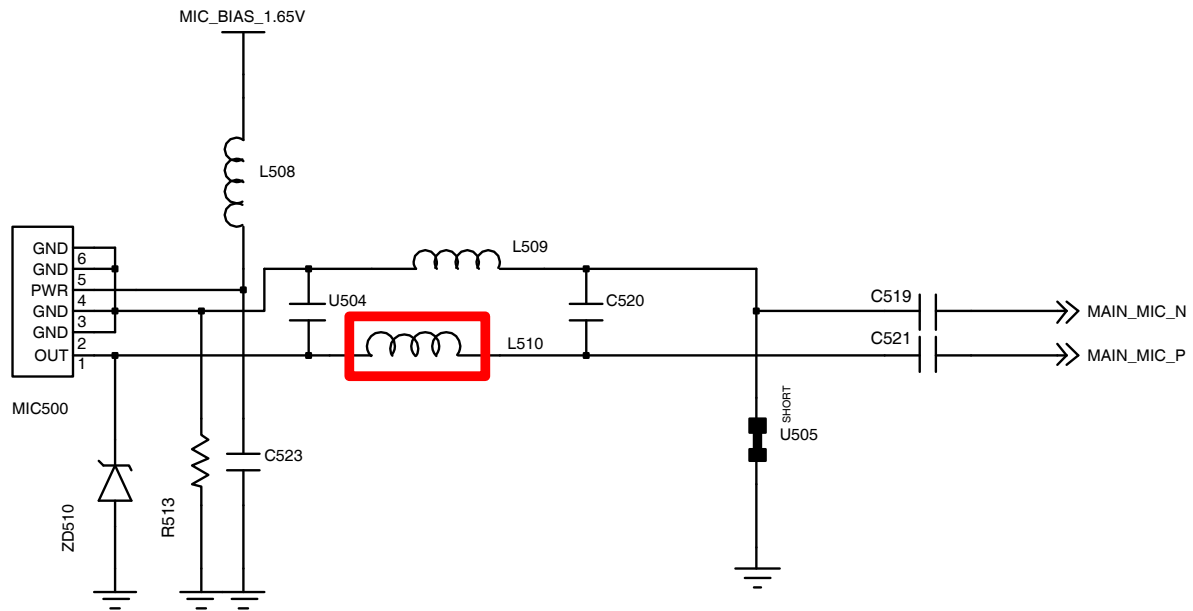 MIC_BIAS_1.65V
L508
L509
GND
6
GND
5
PWR
4
GND
3
GND
2
OUT
1
U504
C520
L510
C519
MAIN_MIC_N
C521
MAIN_MIC_P
MIC500
SHORT
U505
C523
R513
ZD510